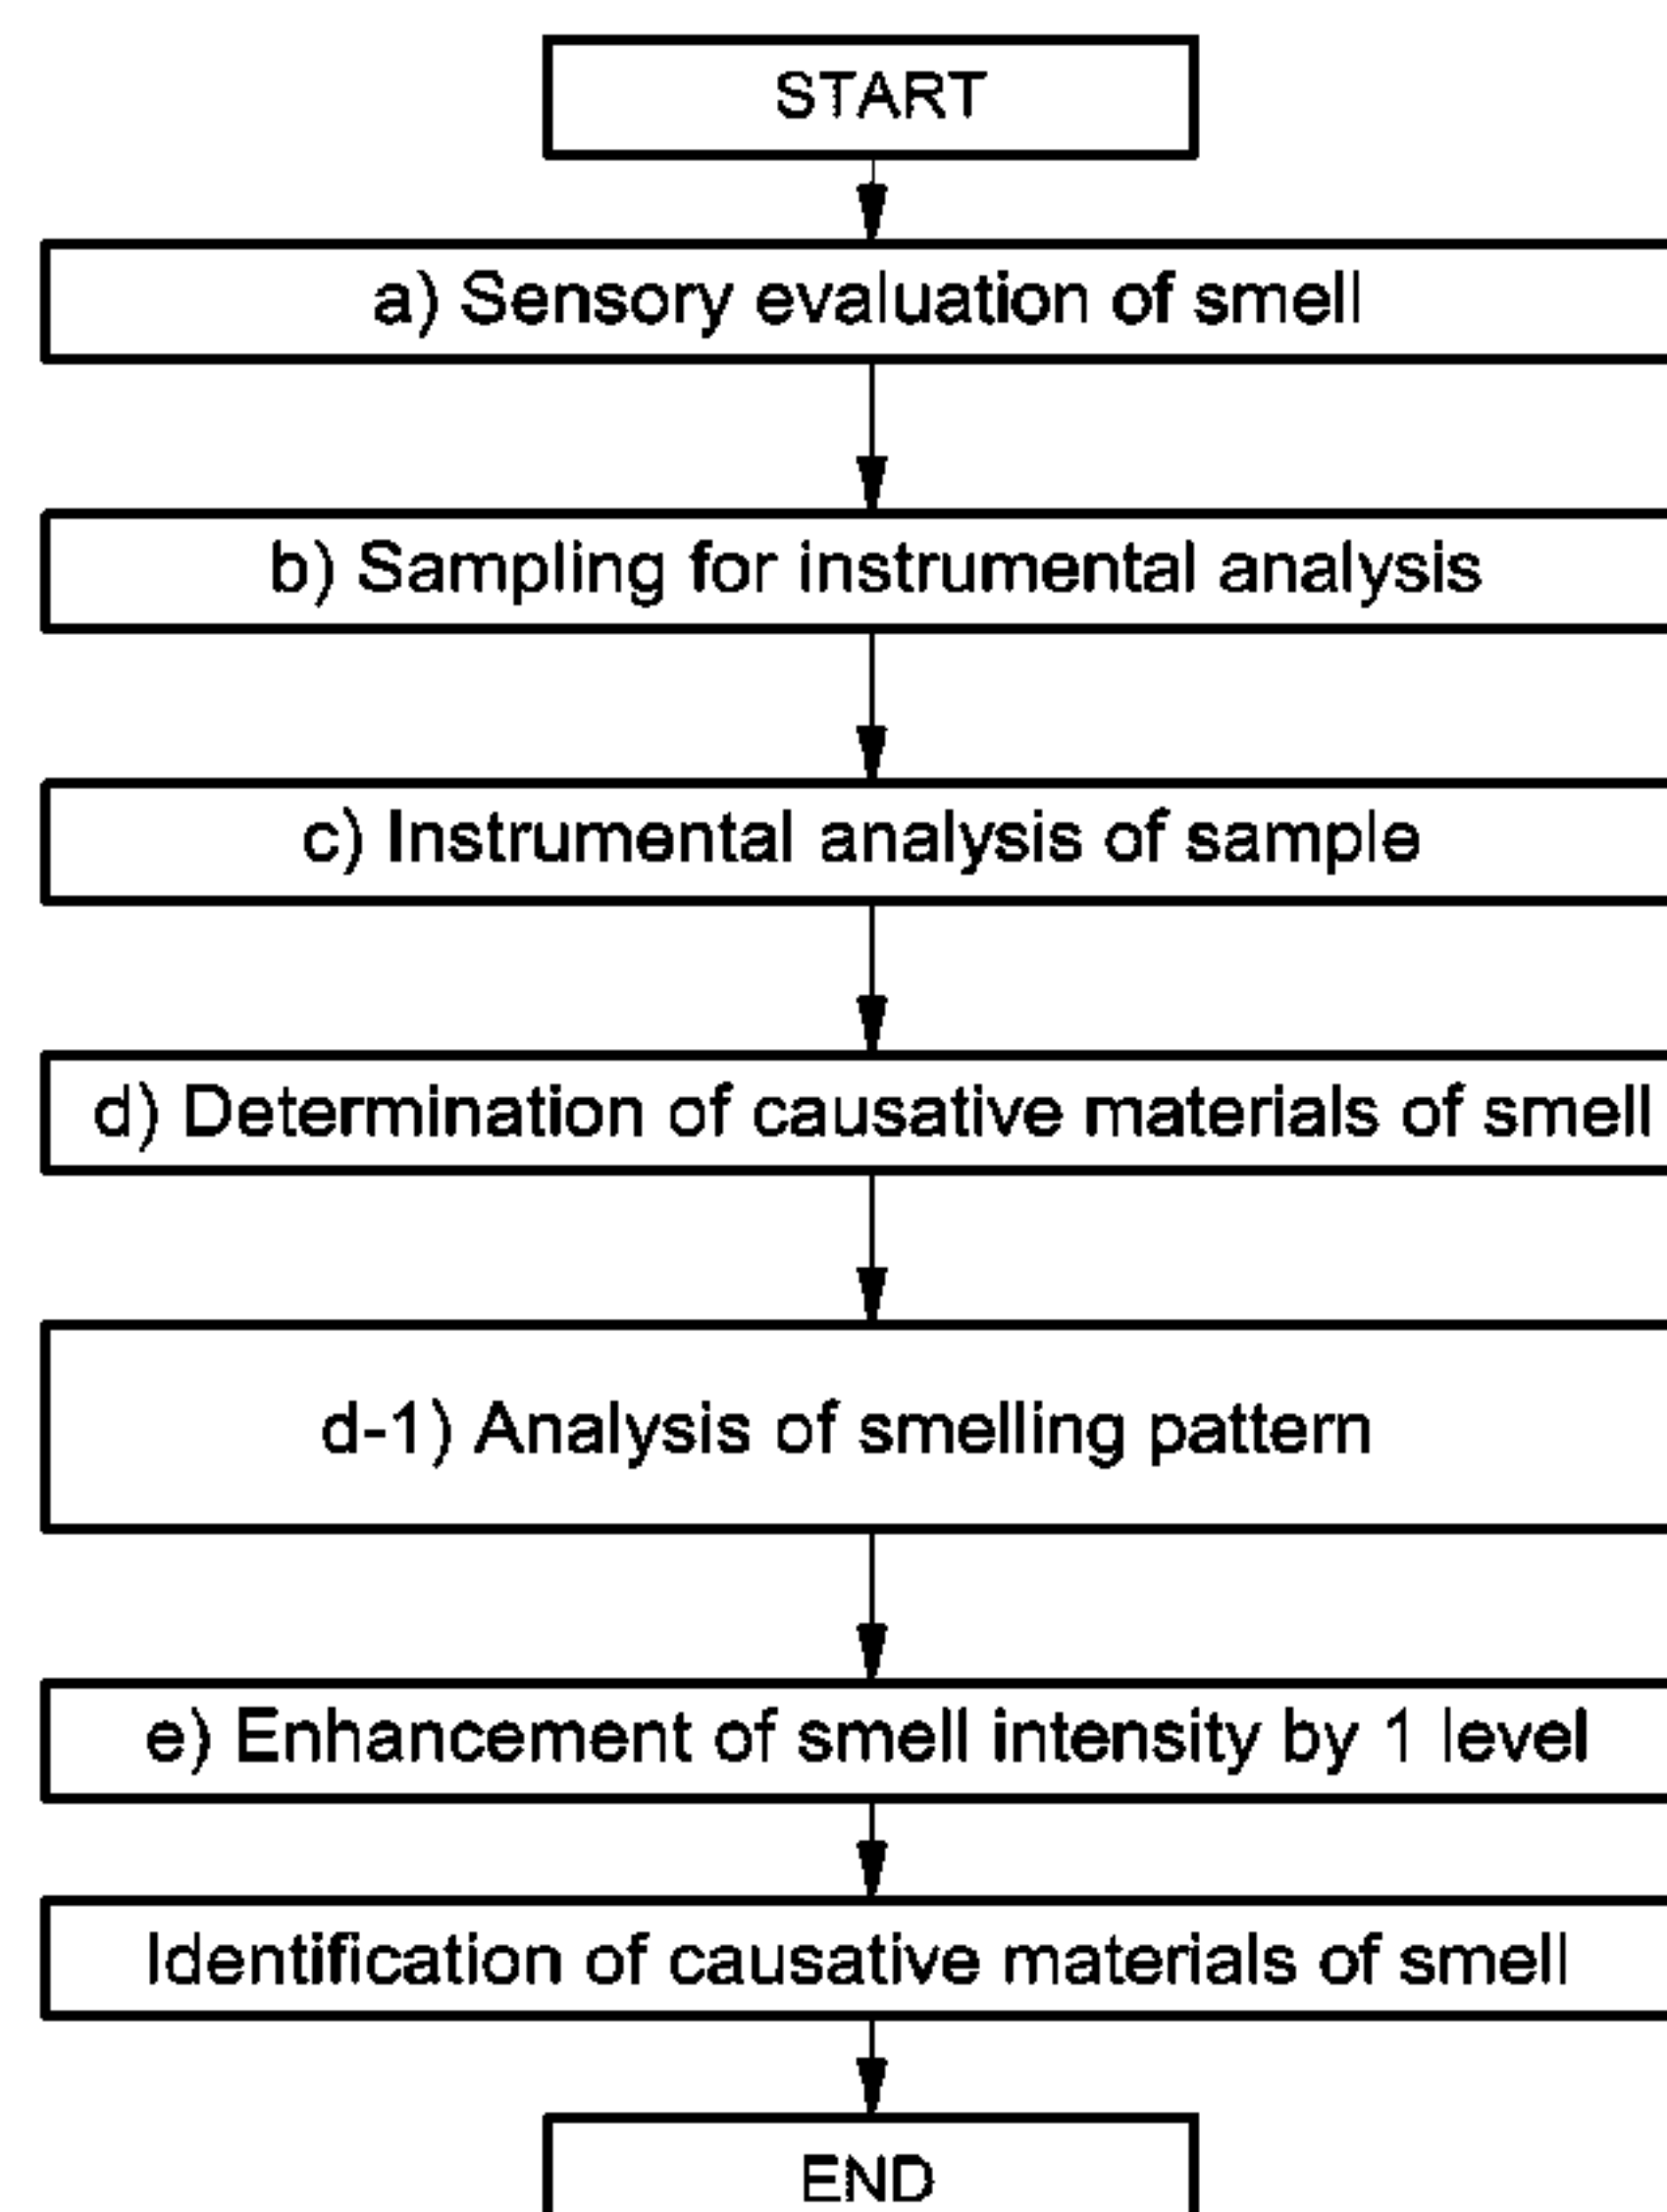 START
a) Sensory evaluation of smell
b) Sampling for instrumental analysis
c) Instrumental analysis of sample
d) Determination of causative materials of smell
d-1) Analysis of smelling pattern
e) Enhancement of smell intensity by 1 level
Identification of causative materials of smell
END